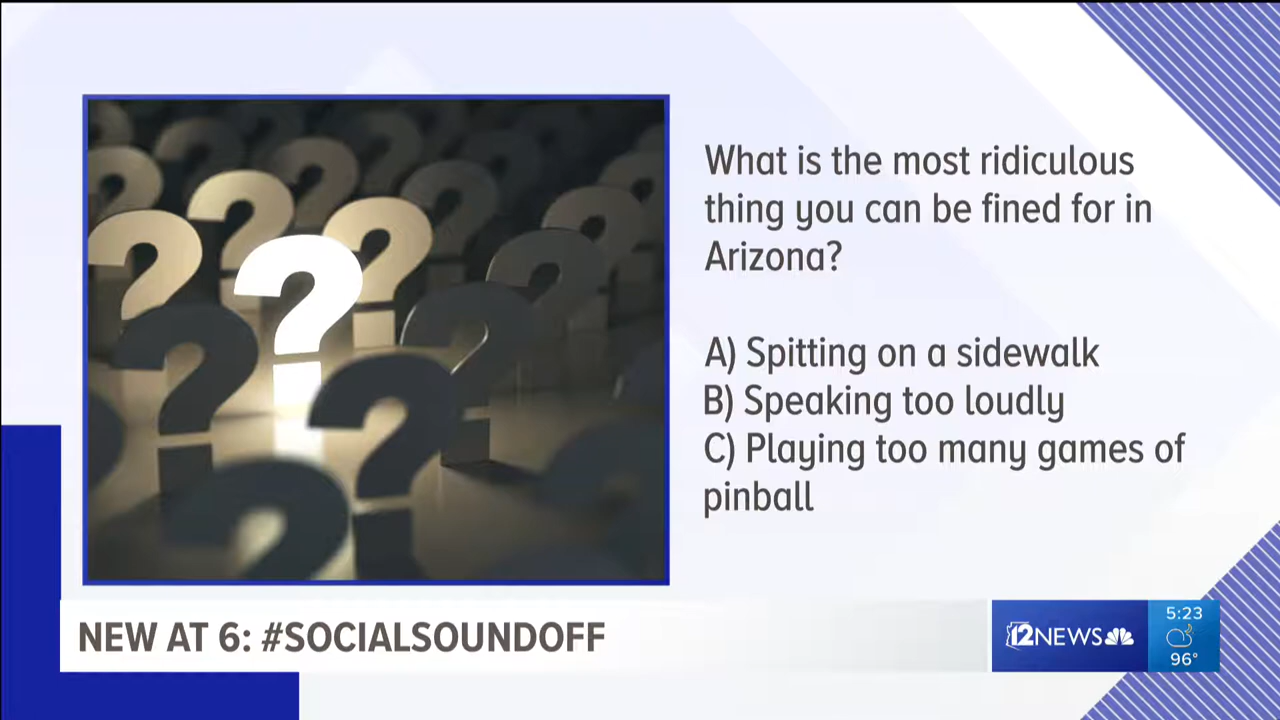 What is the most ridiculous
thing you can be fined for in
Arizona?
A) Spitting on a sidewalk
B) Speaking too loudly
C) Playing too many games of
pinball
NEW AT 6: #SOCIALSOUNDOFF
12NEWS
5:23
96°